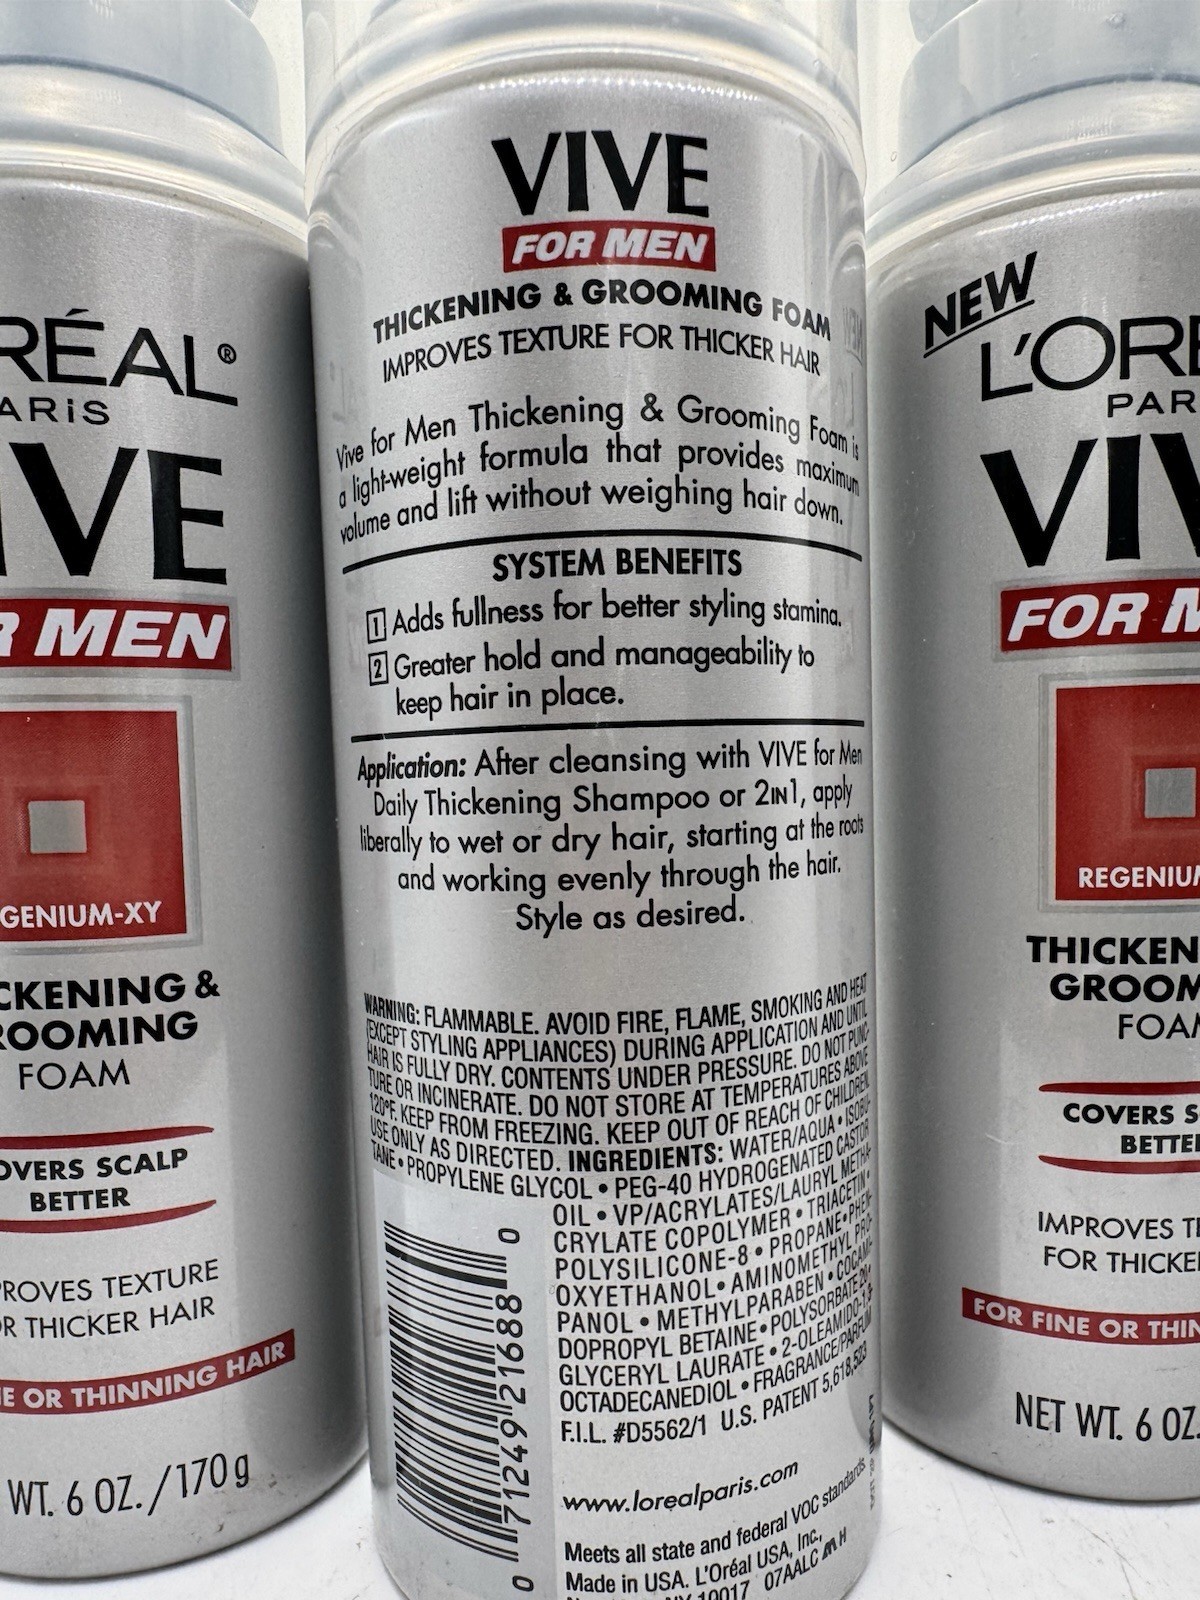 RÉAL®
ARiS
IVE
R MEN
GENIUM-XY
CKENING &
ROOMING
FOAM
OVERS SCALP
BETTER
PROVES TEXTURE
R THICKER HAIR
E OR THINNING HAIR
WT. 6 OZ./170g
VIVE
FOR MEN
THICKENING & GROOMING FOAM
IMPROVES TEXTURE FOR THICKER HAIR
Vive for Men Thickening & Grooming Foam is
a light-weight formula that provides maximum
volume and lift without weighing hair down.
SYSTEM BENEFITS
1 Adds fullness for better styling stamina.
2 Greater hold and manageability to
keep hair in place.
Application: After cleansing with VIVE for Men
Daily Thickening Shampoo or 2IN1, apply
liberally to wet or dry hair, starting at the roots
and working evenly through the hair.
Style as desired.
WARNING: FLAMMABLE. AVOID FIRE, FLAME, SMOKING AND HEAT
(EXCEPT STYLING APPLIANCES) DURING APPLICATION AND UNTIL
HAIR IS FULLY DRY. CONTENTS UNDER PRESSURE. DO NOT PUNC-
TURE OR INCINERATE. DO NOT STORE AT TEMPERATURES ABOVE
120°F. KEEP FROM FREEZING. KEEP OUT OF REACH OF CHILDREN.
USE ONLY AS DIRECTED. INGREDIENTS: WATER/AQUA • ISOBU-
TANE • PROPYLENE GLYCOL • PEG-40 HYDROGENATED CASTOR
OIL • VP/ACRYLATES/LAURYL METHA-
CRYLATE COPOLYMER • TRIACETIN •
POLYSILICONE-8 • PROPANE • PHEN-
OXYETHANOL • AMINOMETHYL PRO-
PANOL • METHYLPARABEN • COCAMI-
DOPROPYL BETAINE • POLYSORBATE 20 •
GLYCERYL LAURATE • 2-OLEAMIDO-1,3-
OCTADECANEDIOL • FRAGRANCE/PARFUM
F.I.L. #D5562/1 U.S. PATENT 5,618,523
0 71249 21688 0
www.lorealparis.com
Meets all state and federal VOC standards.
Made in USA. L'Oréal USA, Inc.,
NY 10017 07AALC H
NEW
L'ORÉ
PAR
VIV
FOR M
REGENIUM
THICKEN
GROOM
FOAM
COVERS S
BETTE
IMPROVES T
FOR THICKE
FOR FINE OR THIN
NET WT. 6 OZ.